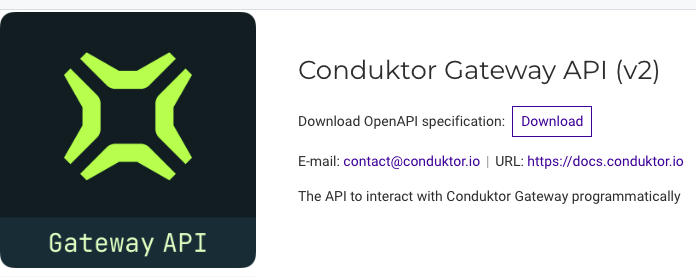 Conduktor Gateway API (v2)
Download OpenAPI specification: Download
E-mail: contact@conduktor.io | URL: https://docs.conduktor.io
The API to interact with Conduktor Gateway programmatically
Gateway API